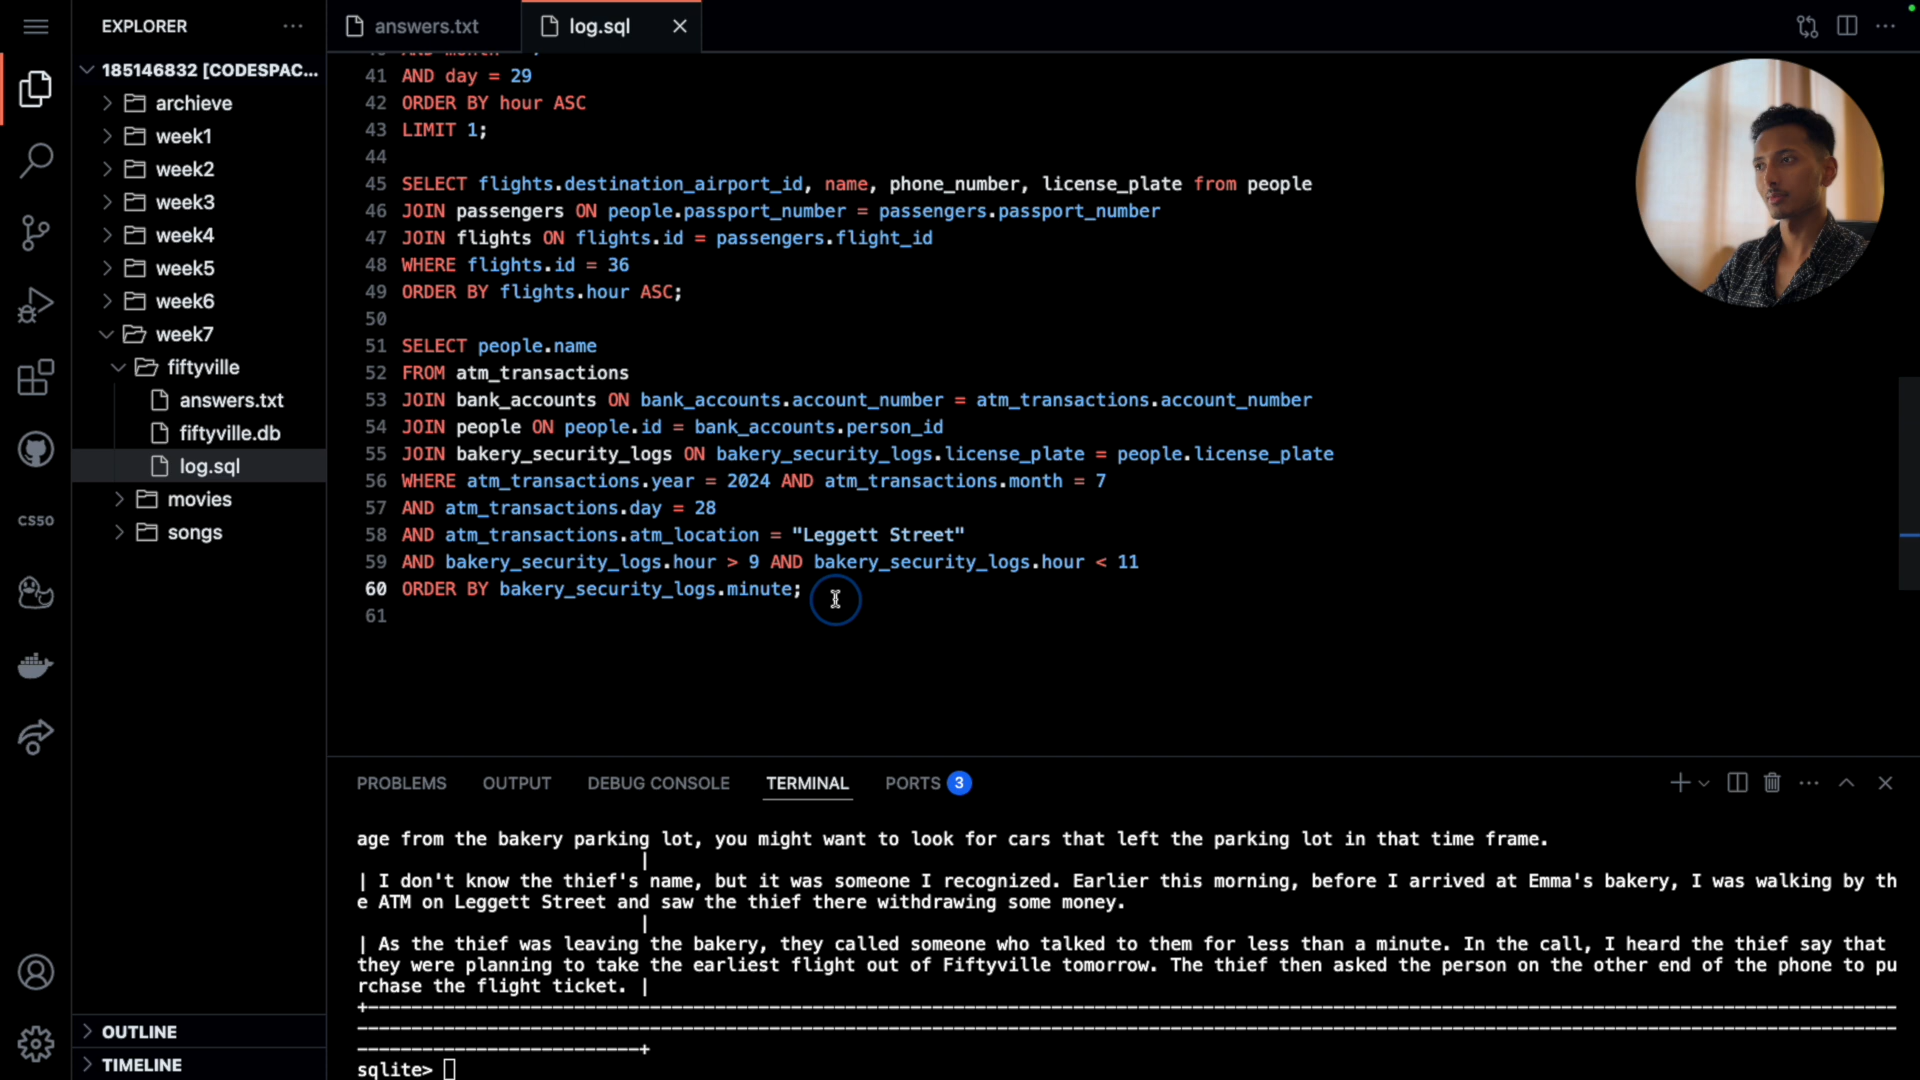 EXPLORER
185146832 [CODESPAC...
archieve
week1
week2
week3
week4
week5
week6
week7
fiftyville
answers.txt
fiftyville.db
log.sql
movies
songs
OUTLINE
TIMELINE
CS50
answers.txt
log.sql
41 AND day = 29
42 ORDER BY hour ASC
43 LIMIT 1;
44
45 SELECT flights.destination_airport_id, name, phone_number, license_plate from people
46 JOIN passengers ON people.passport_number = passengers.passport_number
47 JOIN flights ON flights.id = passengers.flight_id
48 WHERE flights.id = 36
49 ORDER BY flights.hour ASC;
50
51 SELECT people.name
52 FROM atm_transactions
53 JOIN bank_accounts ON bank_accounts.account_number = atm_transactions.account_number
54 JOIN people ON people.id = bank_accounts.person_id
55 JOIN bakery_security_logs ON bakery_security_logs.license_plate = people.license_plate
56 WHERE atm_transactions.year = 2024 AND atm_transactions.month = 7
57 AND atm_transactions.day = 28
58 AND atm_transactions.atm_location = "Leggett Street"
59 AND bakery_security_logs.hour > 9 AND bakery_security_logs.hour < 11
60 ORDER BY bakery_security_logs.minute;
61
PROBLEMS OUTPUT DEBUG CONSOLE TERMINAL PORTS 3
age from the bakery parking lot, you might want to look for cars that left the parking lot in that time frame.
|
| I don't know the thief's name, but it was someone I recognized. Earlier this morning, before I arrived at Emma's bakery, I was walking by th
e ATM on Leggett Street and saw the thief there withdrawing some money.
|
| As the thief was leaving the bakery, they called someone who talked to them for less than a minute. In the call, I heard the thief say that
they were planning to take the earliest flight out of Fiftyville tomorrow. The thief then asked the person on the other end of the phone to pu
rchase the flight ticket. |
sqlite>